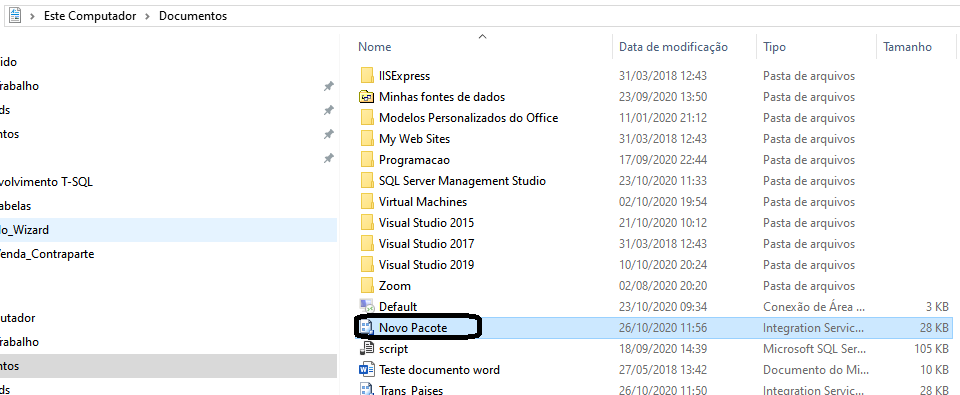 Este Computador > Documentos
Nome Data de modificação Tipo Tamanho
IISExpress 31/03/2018 12:43 Pasta de arquivos
ido
Minhas fontes de dados 23/09/2020 13:50 Pasta de arquivos
rabalho
Modelos Personalizados do Office 11/01/2020 21:12 Pasta de arquivos
ds
My Web Sites 31/03/2018 12:43 Pasta de arquivos
ntos
Programacao 17/09/2020 22:44 Pasta de arquivos
volvimento T-SQL
SQL Server Management Studio 23/10/2020 11:33 Pasta de arquivos
abelas
Virtual Machines 02/10/2020 19:54 Pasta de arquivos
lo_Wizard
Visual Studio 2015 21/10/2020 10:12 Pasta de arquivos
Visual Studio 2017 31/03/2018 12:43 Pasta de arquivos
enda_Contraparte
Visual Studio 2019 10/10/2020 20:24 Pasta de arquivos
Zoom 02/08/2020 20:20 Pasta de arquivos
Default 23/10/2020 09:34 Conexão de Área ... 3 KB
utador
Novo Pacote 26/10/2020 11:56 Integration Servic... 28 KB
rabalho
script 18/09/2020 14:39 Microsoft SQL Ser... 105 KB
ntos
Teste documento word 27/05/2018 13:42 Documento do Mi... 10 KB
ds
Trans_Paises 26/10/2020 11:50 Integration Servic... 28 KB